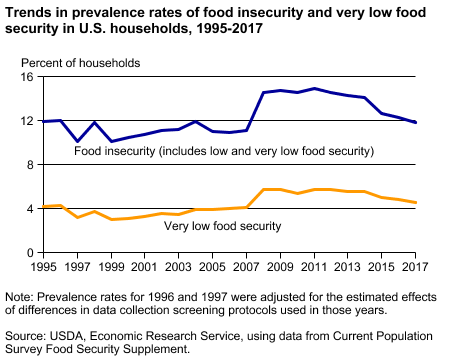 Trends in prevalence rates of food insecurity and very low food
security in U.S. households, 1995-2017
Percent of households
16
12
Food insecurity (includes low and very low food security)
8
4
Very low food security
0
1995 1997 1999 2001 2003 2005 2007 2009 2011 2013 2015 2017
Note: Prevalence rates for 1996 and 1997 were adjusted for the estimated effects
of differences in data collection screening protocols used in those years.
Source: USDA, Economic Research Service, using data from Current Population
Survey Food Security Supplement.